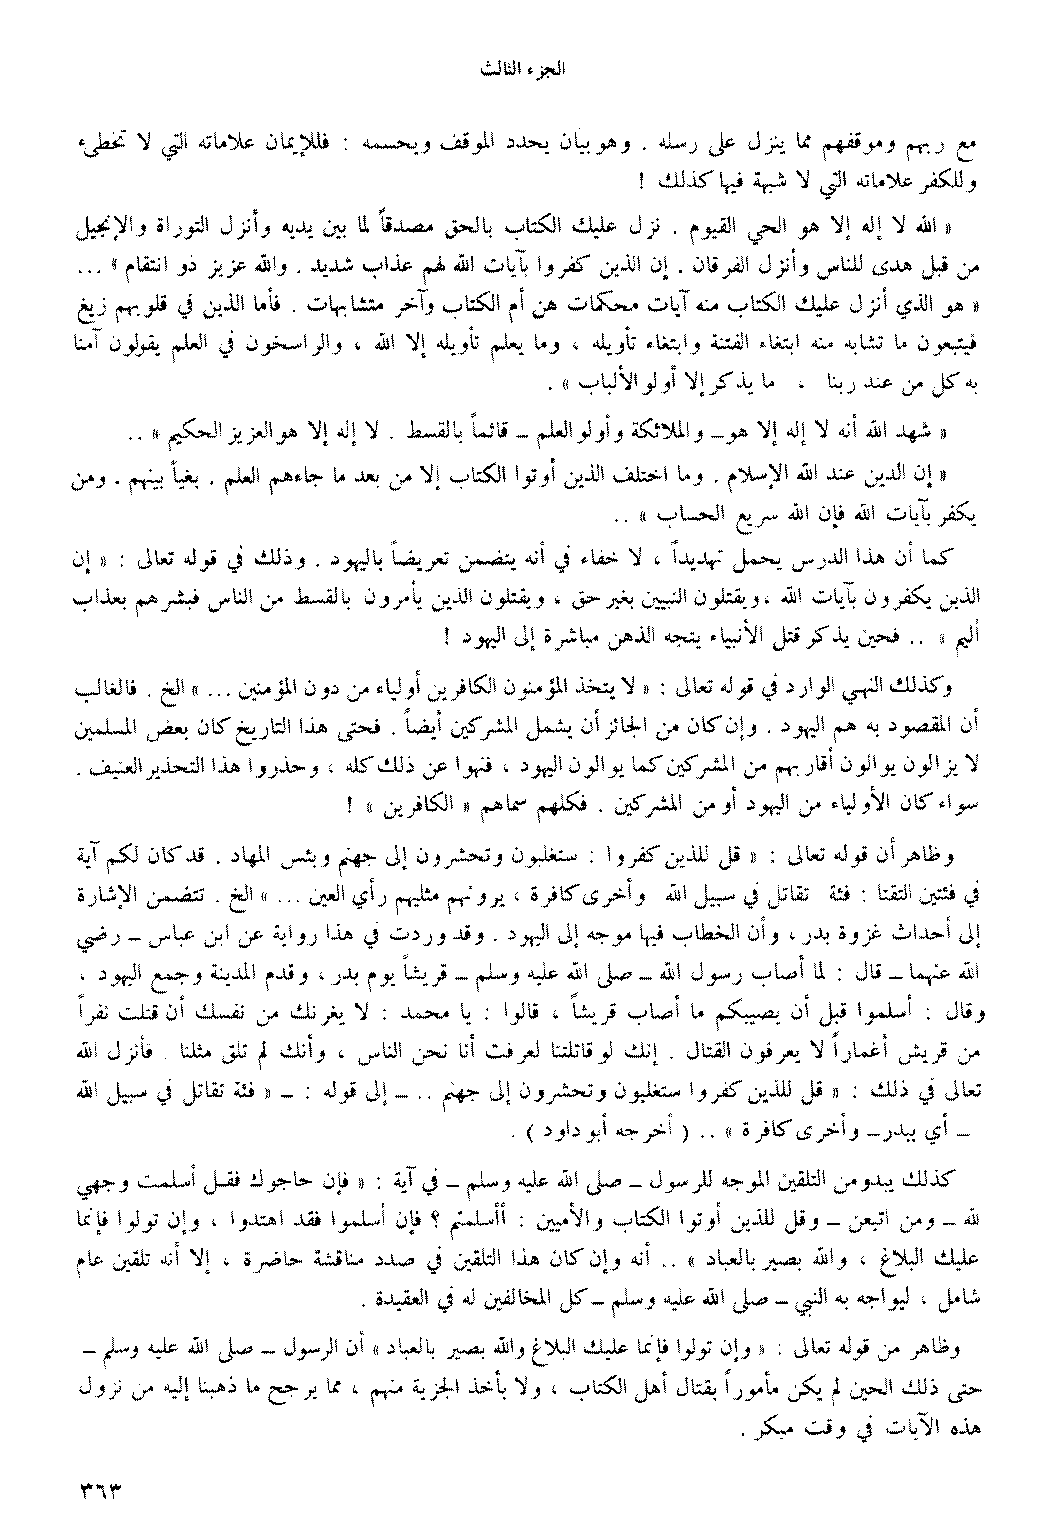 الجزء الثالث
مع ربهم وموقفهم مما ينزل على رسله . وهو بيان يحدد الموقف ويحسمه : فللإيمان علاماته التي لا تخطىء
وللكفر علاماته التي لا شبهة فيها كذلك !
« الله لا إله إلا هو الحي القيوم . نزل عليك الكتاب بالحق مصدقاً لما بين يديه وأنزل التوراة والإنجيل
من قبل هدى للناس وأنزل الفرقان . إن الذين كفروا بآيات الله لهم عذاب شديد . والله عزيز ذو انتقام » ...
« هو الذي أنزل عليك الكتاب منه آيات محكمات هن أم الكتاب وآخر متشابهات . فأما الذين في قلوبهم زيغ
فيتبعون ما تشابه منه ابتغاء الفتنة وابتغاء تأويله ، وما يعلم تأويله إلا الله ، والراسخون في العلم يقولون آمنا
به كل من عند ربنا ، ما يذكر إلا أولو الألباب » .
« شهد الله أنه لا إله إلا هو– والملائكة وأولو العلم – قائماً بالقسط . لا إله إلا هو العزيز الحكيم » ..
« إن الدين عند الله الإسلام . وما اختلف الذين أوتوا الكتاب إلا من بعد ما جاءهم العلم . بغياً بينهم . ومن
يكفر بآيات الله فإن الله سريع الحساب » ..
كما أن هذا الدرس يحمل تهديداً ، لا خفاء في أنه يتضمن تعريضاً باليهود . وذلك في قوله تعالى : « إن
الذين يكفرون بآيات الله ، ويقتلون النبيين بغير حق ، ويقتلون الذين يأمرون بالقسط من الناس فبشرهم بعذاب
أليم » .. فحين يذكر قتل الأنبياء يتجه الذهن مباشرة إلى اليهود !
وكذلك النهي الوارد في قوله تعالى : « لا يتخذ المؤمنون الكافرين أولياء من دون المؤمنين ... » الخ . فالغالب
أن المقصود به هم اليهود . وإن كان من الجائز أن يشمل المشركين أيضاً . فحتى هذا التاريخ كان بعض المسلمين
لا يزالون يوالون أقاربهم من المشركين كما يوالون اليهود ، فنهوا عن ذلك كله ، وحذروا هذا التحذير العنيف .
سواء كان الأولياء من اليهود أو من المشركين . فكلهم سماهم « الكافرين » !
وظاهر أن قوله تعالى : « قل للذين كفروا : ستغلبون وتحشرون إلى جهنم وبئس المهاد . قد كان لكم آية
في فئتين التقتا : فئة تقاتل في سبيل الله وأخرى كافرة ، يرونهم مثليهم رأي العين ... » الخ . تتضمن الإشارة
إلى أحداث غزوة بدر ، وأن الخطاب فيها موجه إلى اليهود . وقد وردت في هذا رواية عن ابن عباس – رضي
الله عنهما – قال : لما أصاب رسول الله – صلى الله عليه وسلم – قريشاً يوم بدر ، وقدم المدينة وجمع اليهود ،
وقال : أسلموا قبل أن يصيبكم ما أصاب قريشاً ، قالوا : يا محمد : لا يغرنك من نفسك أن قتلت نفراً
من قريش أغماراً لا يعرفون القتال . إنك لو قاتلتنا لعرفت أنا نحن الناس ، وأنك لم تلق مثلنا . فأنزل الله
تعالى في ذلك : « قل للذين كفروا ستغلبون وتحشرون إلى جهنم .. – إلى قوله : – « فئة تقاتل في سبيل الله
– أي ببدر– وأخرى كافرة » .. ( أخرجه أبو داود ) .
كذلك يبدو من التلقين الموجه للرسول – صلى الله عليه وسلم – في آية : « فإن حاجوك فقل أسلمت وجهي
لله – ومن اتبعن – وقل للذين أوتوا الكتاب والأميين : أأسلمتم ؟ فإن أسلموا فقد اهتدوا ، وإن تولوا فإنما
عليك البلاغ ، والله بصير بالعباد » .. أنه وإن كان هذا التلقين في صدد مناقشة حاضرة ، إلا أنه تلقين عام
شامل ، ليواجه به النبي – صلى الله عليه وسلم – كل المخالفين له في العقيدة .
وظاهر من قوله تعالى : « وإن تولوا فإنما عليك البلاغ والله بصير بالعباد » أن الرسول – صلى الله عليه وسلم –
حتى ذلك الحين لم يكن مأموراً بقتال أهل الكتاب ، ولا بأخذ الجزية منهم ، مما يرجح ما ذهبنا إليه من نزول
هذه الآيات في وقت مبكر .
٣٦٣